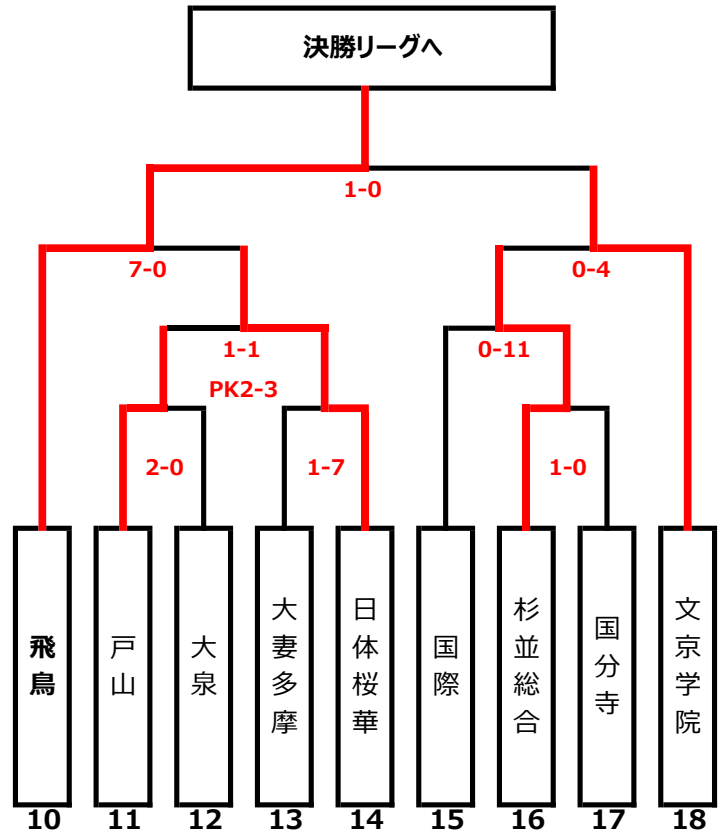 決勝リーグへ
1-0
7-0
0-4
1-1
0-11
PK2-3
2-0
1-7
1-0
飛鳥
戸山
大泉
大妻多摩
日体桜華
国際
杉並総合
国分寺
文京学院
10 11 12 13 14 15 16 17 18